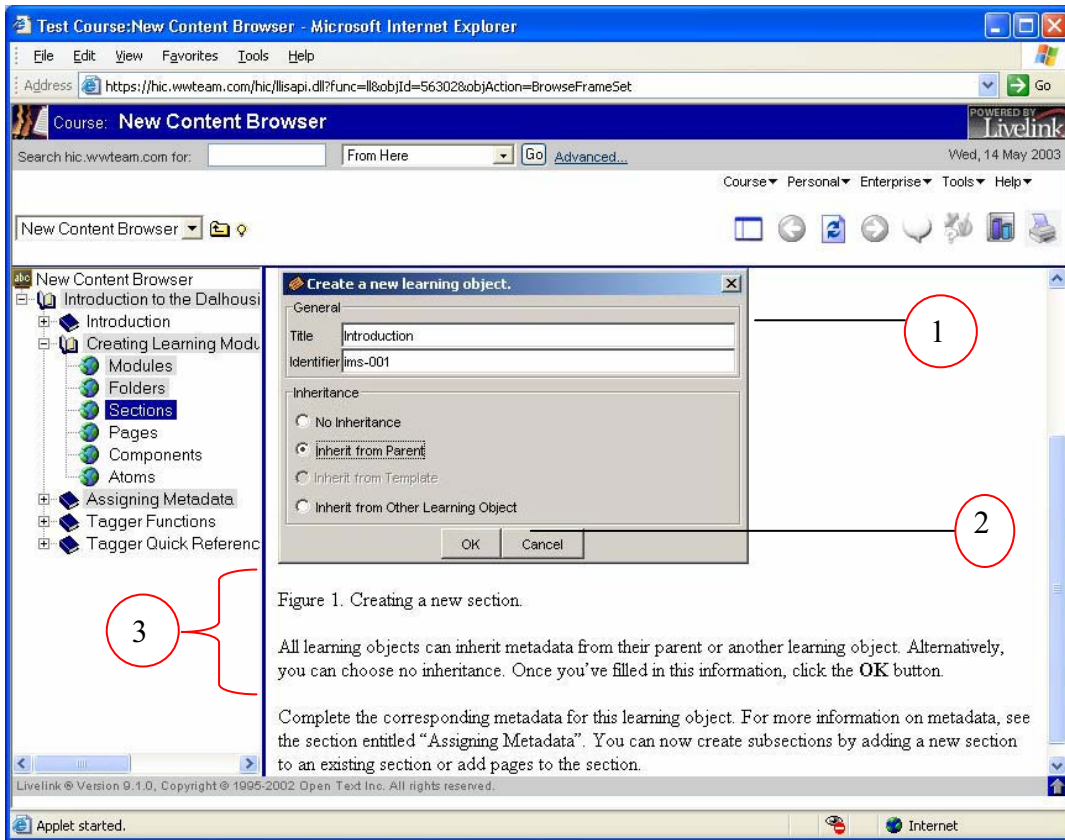 Test Course:New Content Browser - Microsoft Internet Explorer
File Edit View Favorites Tools Help
Address https://hic.wwteam.com/hic/llisapi.dll?func=ll&objId=56302&objAction=BrowseFrameSet Go
Course: New Content Browser
POWERED BY
Livelink
Search hic.wwteam.com for: From Here Go Advanced... Wed, 14 May 2003
Course Personal Enterprise Tools Help
New Content Browser
abc New Content Browser
Introduction to the Dalhousi
Introduction
Creating Learning Modu
Modules
Folders
Sections
Pages
Components
Atoms
Assigning Metadata
Tagger Functions
Tagger Quick Referenc
Create a new learning object.
General
Title Introduction
Identifier ims-001
Inheritance
No Inheritance
Inherit from Parent
Inherit from Template
Inherit from Other Learning Object
OK Cancel
1
2
3
Figure 1. Creating a new section.
All learning objects can inherit metadata from their parent or another learning object. Alternatively,
you can choose no inheritance. Once you've filled in this information, click the OK button.
Complete the corresponding metadata for this learning object. For more information on metadata, see
the section entitled “Assigning Metadata”. You can now create subsections by adding a new section
to an existing section or add pages to the section.
Livelink ® Version 9.1.0, Copyright © 1995-2002 Open Text Inc. All rights reserved.
Applet started. Internet